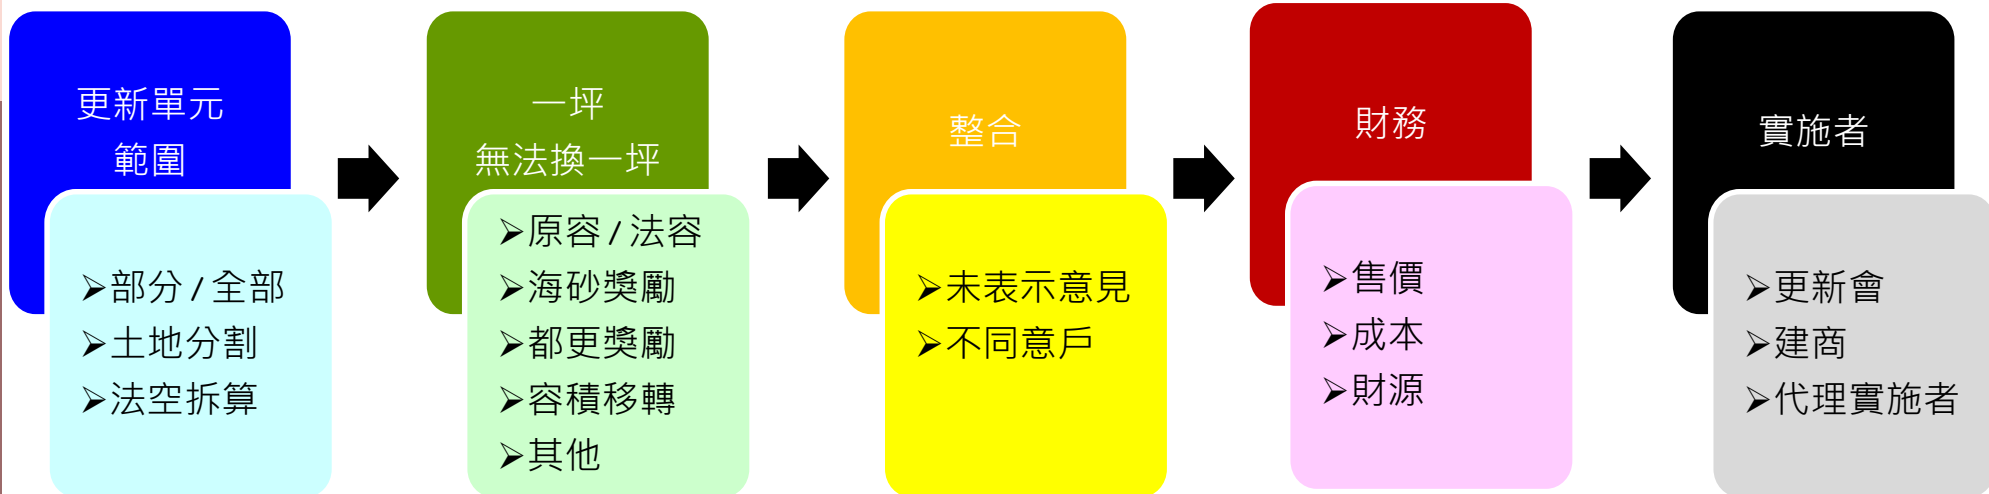 更新單元
範圍
➢部分/全部
➢土地分割
➢法空拆算
一坪
無法換一坪
➢原容/法容
➢海砂獎勵
➢都更獎勵
➢容積移轉
➢其他
整合
➢未表示意見
➢不同意戶
財務
➢售價
➢成本
➢財源
實施者
➢更新會
➢建商
➢代理實施者